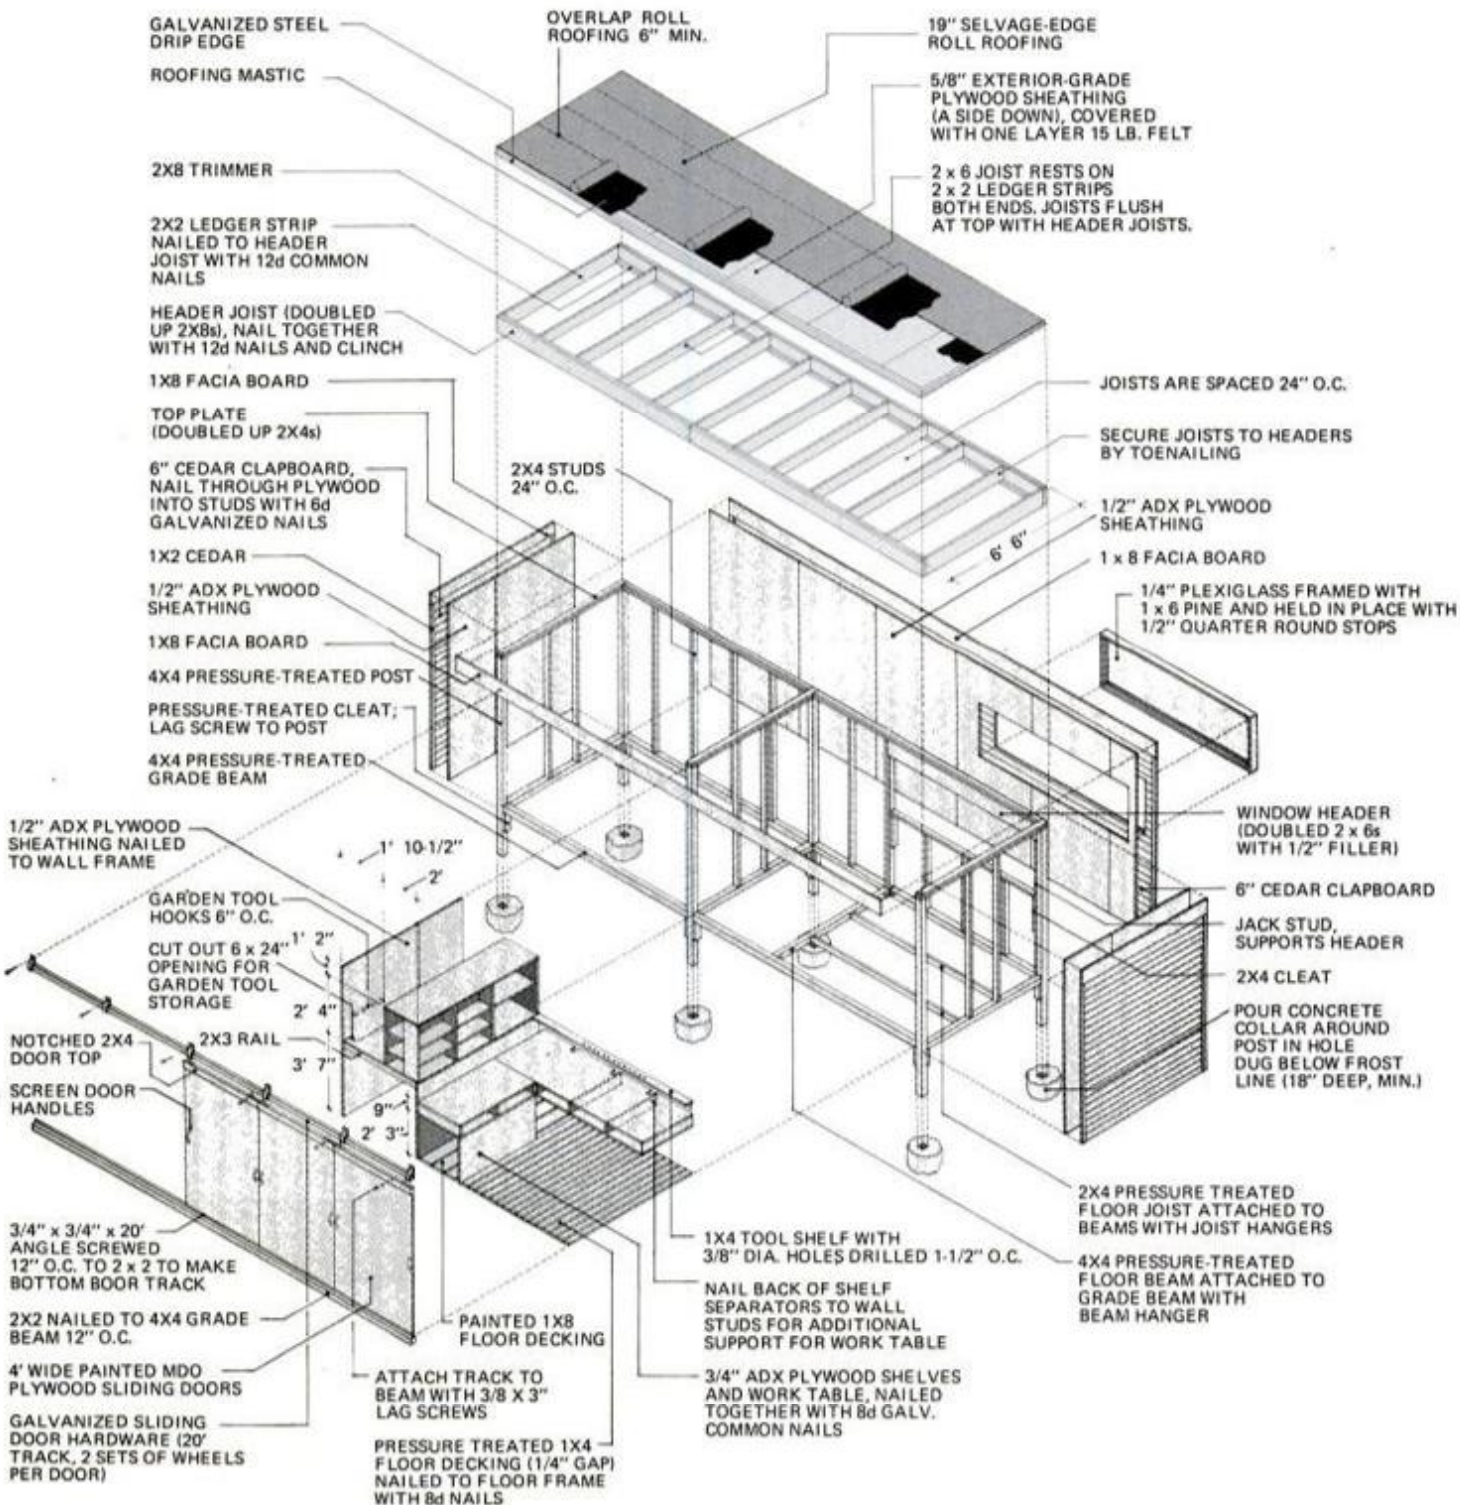 GALVANIZED STEEL
DRIP EDGE
ROOFING MASTIC
OVERLAP ROLL
ROOFING 6" MIN.
19" SELVAGE-EDGE
ROLL ROOFING
5/8" EXTERIOR-GRADE
PLYWOOD SHEATHING
(A SIDE DOWN), COVERED
WITH ONE LAYER 15 LB. FELT
2X8 TRIMMER
2 x 6 JOIST RESTS ON
2 x 2 LEDGER STRIPS
BOTH ENDS. JOISTS FLUSH
AT TOP WITH HEADER JOISTS.
2X2 LEDGER STRIP
NAILED TO HEADER
JOIST WITH 12d COMMON
NAILS
HEADER JOIST (DOUBLED
UP 2X8s), NAIL TOGETHER
WITH 12d NAILS AND CLINCH
1X8 FACIA BOARD
JOISTS ARE SPACED 24" O.C.
TOP PLATE
(DOUBLED UP 2X4s)
SECURE JOISTS TO HEADERS
BY TOENAILING
6" CEDAR CLAPBOARD,
NAIL THROUGH PLYWOOD
INTO STUDS WITH 6d
GALVANIZED NAILS
2X4 STUDS
24" O.C.
1/2" ADX PLYWOOD
SHEATHING
6' 6"
1X2 CEDAR
1 x 8 FACIA BOARD
1/2" ADX PLYWOOD
SHEATHING
1/4" PLEXIGLASS FRAMED WITH
1 x 6 PINE AND HELD IN PLACE WITH
1/2" QUARTER ROUND STOPS
1X8 FACIA BOARD
4X4 PRESSURE-TREATED POST
PRESSURE-TREATED CLEAT;
LAG SCREW TO POST
4X4 PRESSURE-TREATED
GRADE BEAM
1/2" ADX PLYWOOD
SHEATHING NAILED
TO WALL FRAME
1' 10-1/2"
2'
WINDOW HEADER
(DOUBLED 2 x 6s
WITH 1/2" FILLER)
6" CEDAR CLAPBOARD
GARDEN TOOL
HOOKS 6" O.C.
JACK STUD,
SUPPORTS HEADER
CUT OUT 6 x 24"
OPENING FOR
GARDEN TOOL
STORAGE
1' 2"
2' 4"
2X4 CLEAT
POUR CONCRETE
COLLAR AROUND
POST IN HOLE
DUG BELOW FROST
LINE (18" DEEP, MIN.)
NOTCHED 2X4
DOOR TOP
2X3 RAIL
3' 7"
SCREEN DOOR
HANDLES
9"
2' 3"
2X4 PRESSURE TREATED
FLOOR JOIST ATTACHED TO
BEAMS WITH JOIST HANGERS
3/4" x 3/4" x 20'
ANGLE SCREWED
12" O.C. TO 2 x 2 TO MAKE
BOTTOM BOOR TRACK
1X4 TOOL SHELF WITH
3/8" DIA. HOLES DRILLED 1-1/2" O.C.
4X4 PRESSURE-TREATED
FLOOR BEAM ATTACHED TO
GRADE BEAM WITH
BEAM HANGER
NAIL BACK OF SHELF
SEPARATORS TO WALL
STUDS FOR ADDITIONAL
SUPPORT FOR WORK TABLE
2X2 NAILED TO 4X4 GRADE
BEAM 12" O.C.
PAINTED 1X8
FLOOR DECKING
4' WIDE PAINTED MDO
PLYWOOD SLIDING DOORS
ATTACH TRACK TO
BEAM WITH 3/8 X 3"
LAG SCREWS
3/4" ADX PLYWOOD SHELVES
AND WORK TABLE, NAILED
TOGETHER WITH 8d GALV.
COMMON NAILS
GALVANIZED SLIDING
DOOR HARDWARE (20'
TRACK, 2 SETS OF WHEELS
PER DOOR)
PRESSURE TREATED 1X4
FLOOR DECKING (1/4" GAP)
NAILED TO FLOOR FRAME
WITH 8d NAILS